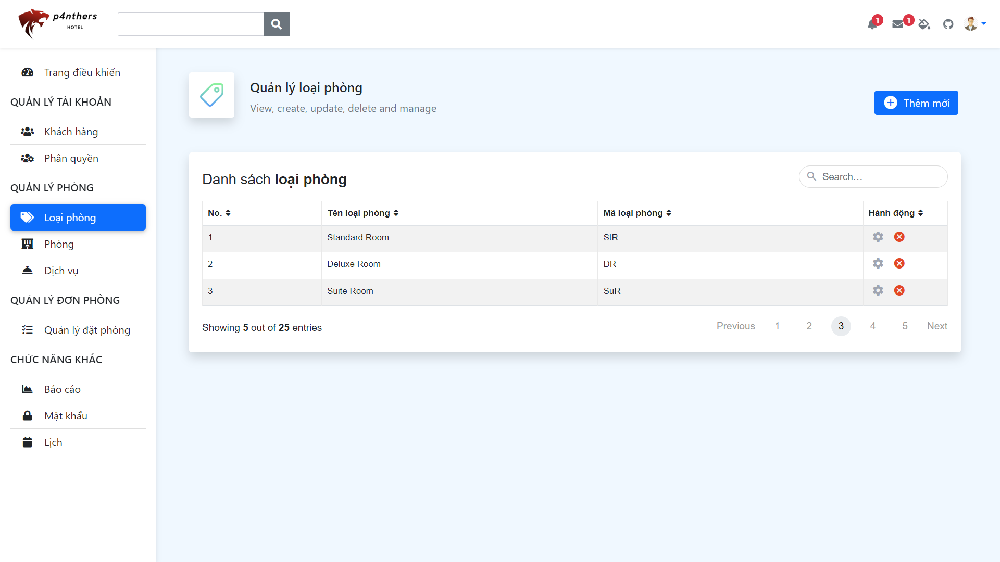 p4nthers
HOTEL
1
1
Trang điều khiển
QUẢN LÝ TÀI KHOẢN
Khách hàng
Phân quyền
QUẢN LÝ PHÒNG
Loại phòng
Phòng
Dịch vụ
QUẢN LÝ ĐƠN PHÒNG
Quản lý đặt phòng
CHỨC NĂNG KHÁC
Báo cáo
Mật khẩu
Lịch
Quản lý loại phòng
View, create, update, delete and manage
Thêm mới
Danh sách loại phòng
Search...
No. Tên loại phòng Mã loại phòng Hành động
1 Standard Room StR
2 Deluxe Room DR
3 Suite Room SuR
Showing 5 out of 25 entries
Previous 1 2 3 4 5 Next